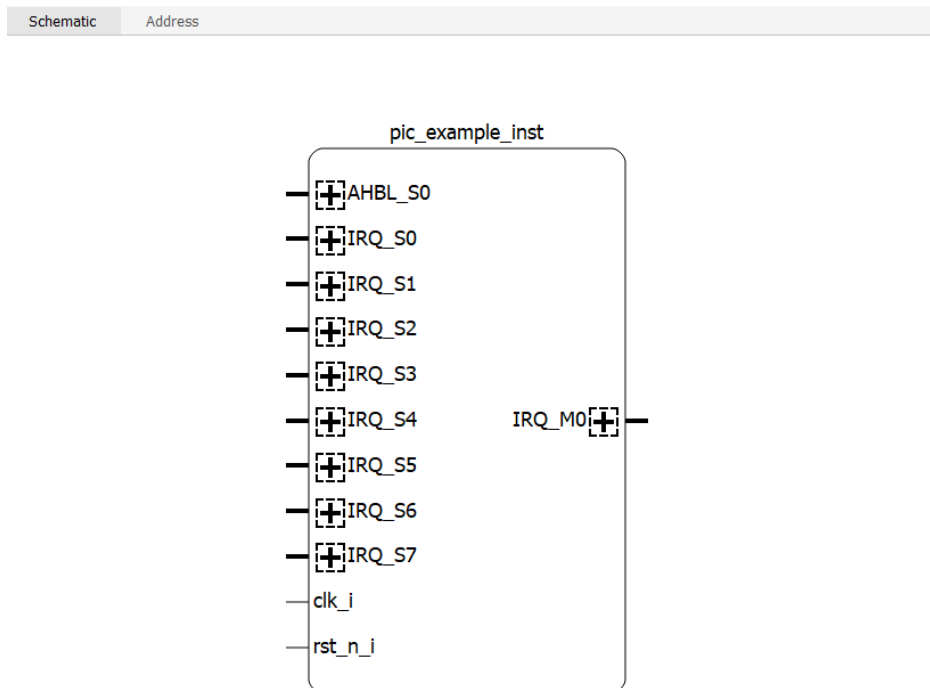 Schematic Address
pic_example_inst
AHBL_S0
IRQ_S0
IRQ_S1
IRQ_S2
IRQ_S3
IRQ_S4 IRQ_M0
IRQ_S5
IRQ_S6
IRQ_S7
clk_i
rst_n_i